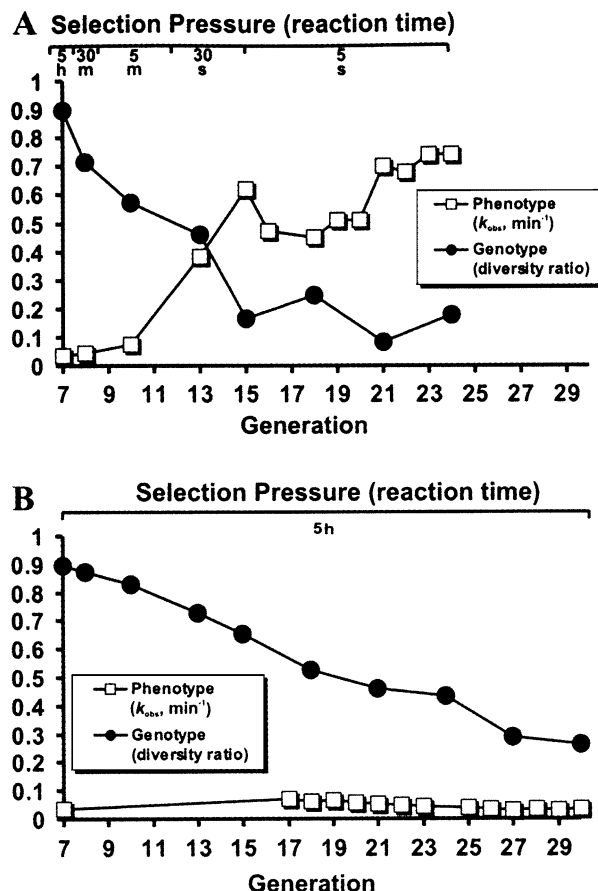 A Selection Pressure (reaction time)
5 h 30 m 5 m 30 s 5 s
1
0.9
0.8
0.7
0.6
0.5
0.4
0.3
0.2
0.1
0
Phenotype
(kobs, min⁻¹)
Genotype
(diversity ratio)
7 9 11 13 15 17 19 21 23 25 27 29
Generation
B Selection Pressure (reaction time)
5h
1
0.9
0.8
0.7
0.6
0.5
0.4
0.3
0.2
0.1
0
Phenotype
(kobs, min⁻¹)
Genotype
(diversity ratio)
7 9 11 13 15 17 19 21 23 25 27 29
Generation